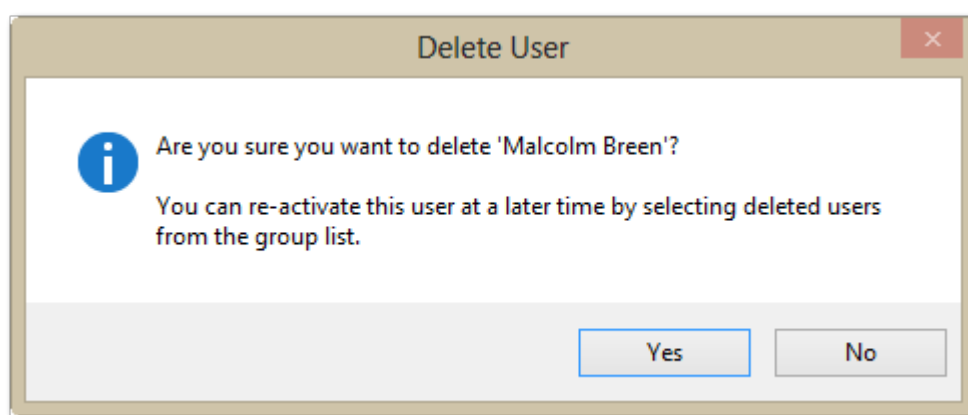 Delete User
Are you sure you want to delete 'Malcolm Breen'?
You can re-activate this user at a later time by selecting deleted users
from the group list.
Yes
No